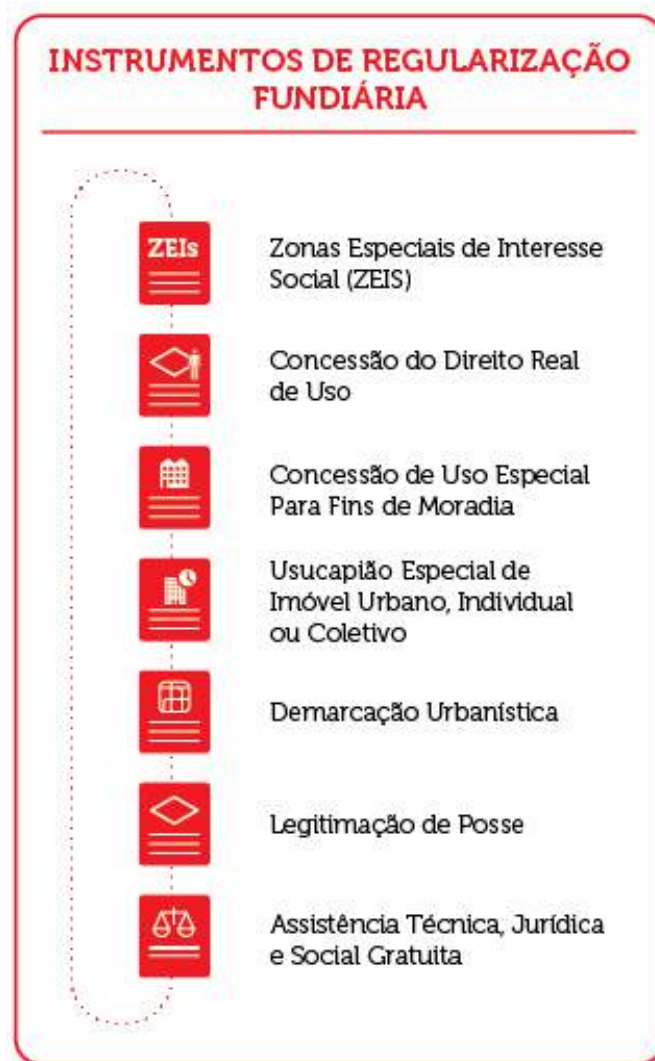 INSTRUMENTOS DE REGULARIZAÇÃO
FUNDIÁRIA
ZEIs
Zonas Especiais de Interesse
Social (ZEIS)
Concessão do Direito Real
de Uso
Concessão de Uso Especial
Para Fins de Moradia
Usucapião Especial de
Imóvel Urbano, Individual
ou Coletivo
Demarcação Urbanística
Legitimação de Posse
Assistência Técnica, Jurídica
e Social Gratuita